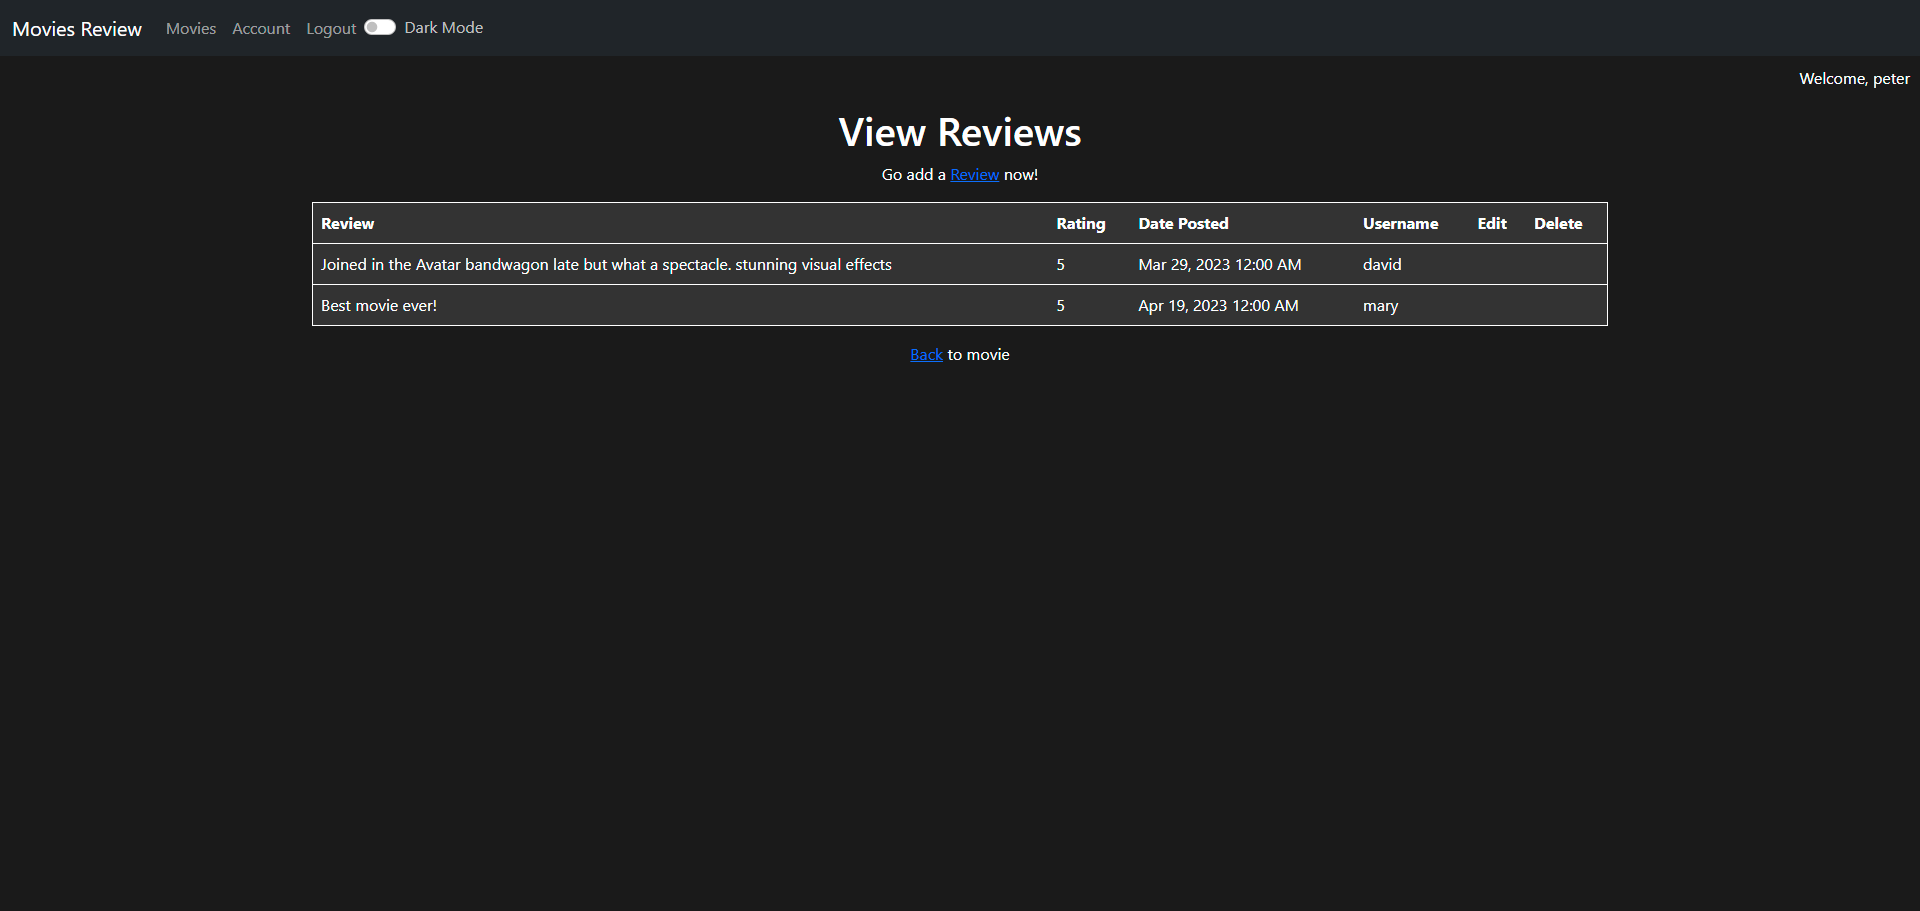 Movies Review Movies Account Logout Dark Mode
Welcome, peter
View Reviews
Go add a Review now!
Review Rating Date Posted Username Edit Delete
Joined in the Avatar bandwagon late but what a spectacle. stunning visual effects 5 Mar 29, 2023 12:00 AM david
Best movie ever! 5 Apr 19, 2023 12:00 AM mary
Back to movie